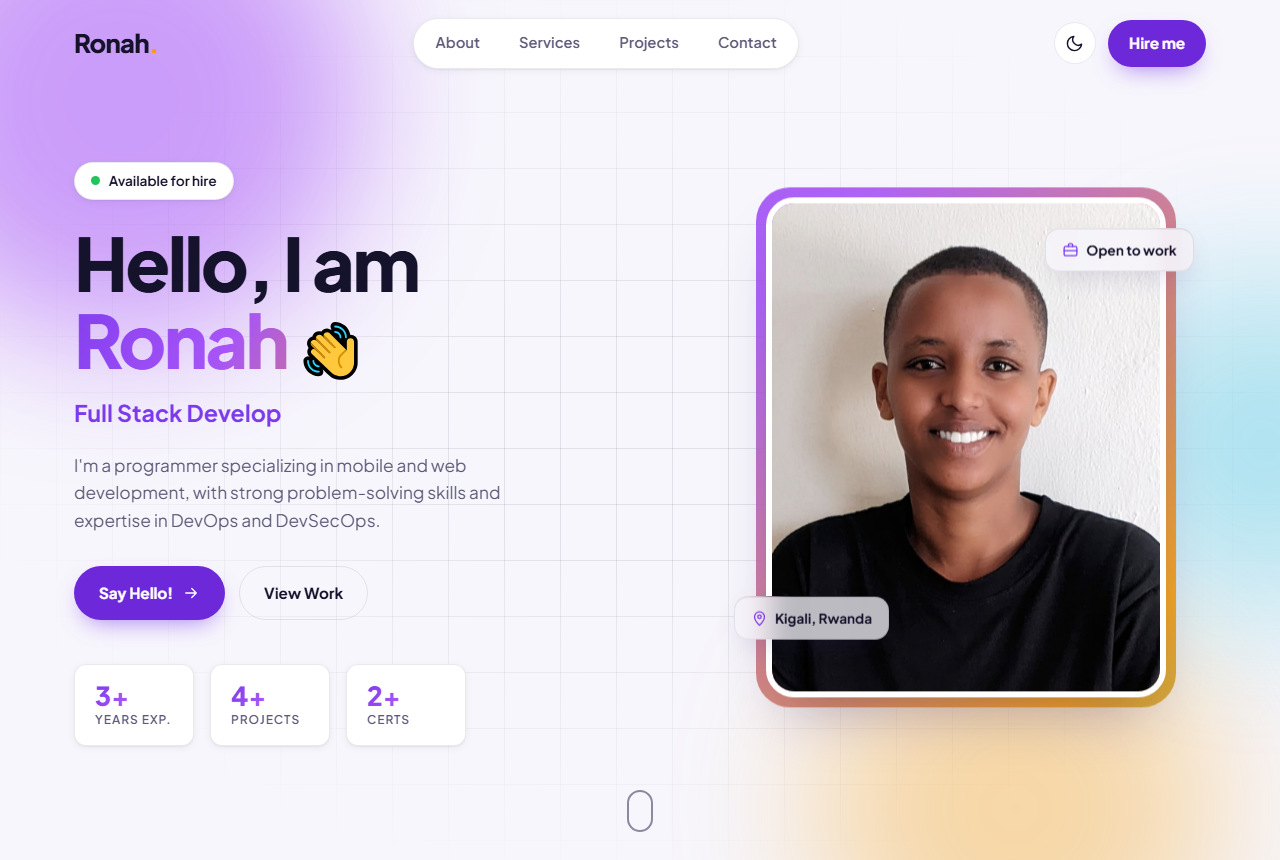 Ronah.
About Services Projects Contact
Hire me
Available for hire
Hello, I am
Ronah
Full Stack Develop
I'm a programmer specializing in mobile and web
development, with strong problem-solving skills and
expertise in DevOps and DevSecOps.
Say Hello!
View Work
3+
YEARS EXP.
4+
PROJECTS
2+
CERTS
Open to work
Kigali, Rwanda